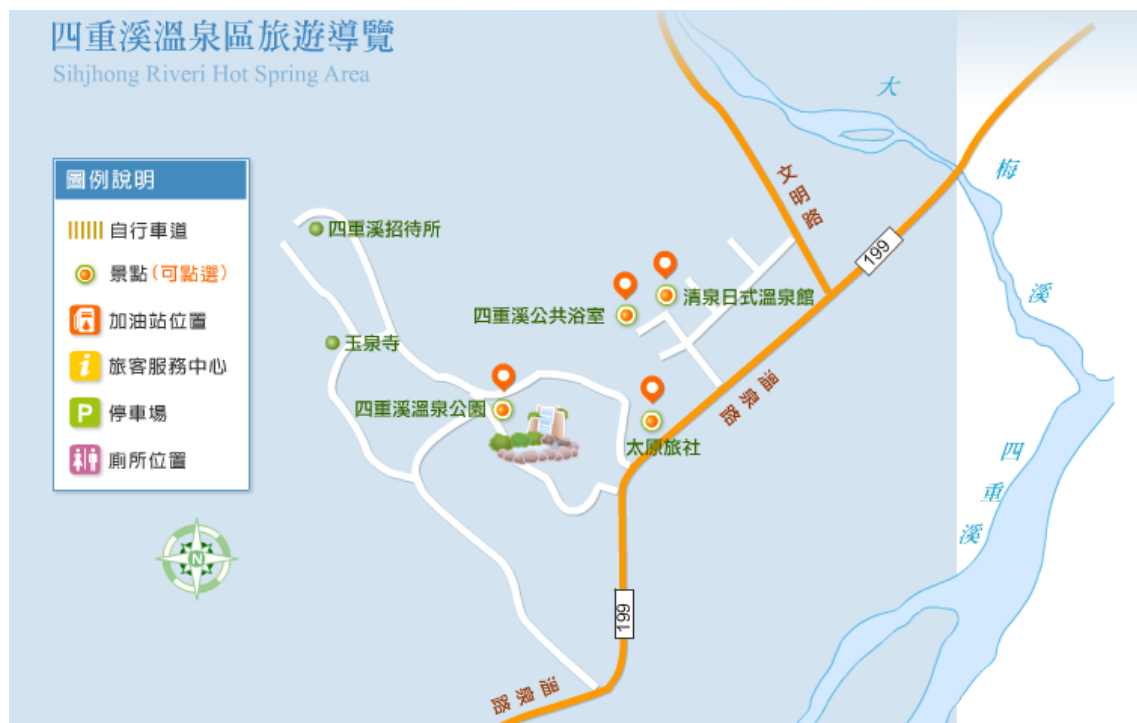 四重溪溫泉區旅遊導覽
Sihjhong Riveri Hot Spring Area
圖例說明
自行車道
景點(可點選)
加油站位置
i
旅客服務中心
P
停車場
廁所位置
N
大梅溪
文明路
199
四重溪招待所
清泉日式溫泉館
四重溪公共浴室
玉泉寺
溫泉路
四重溪溫泉公園
太原旅社
四重溪
199
溫泉路